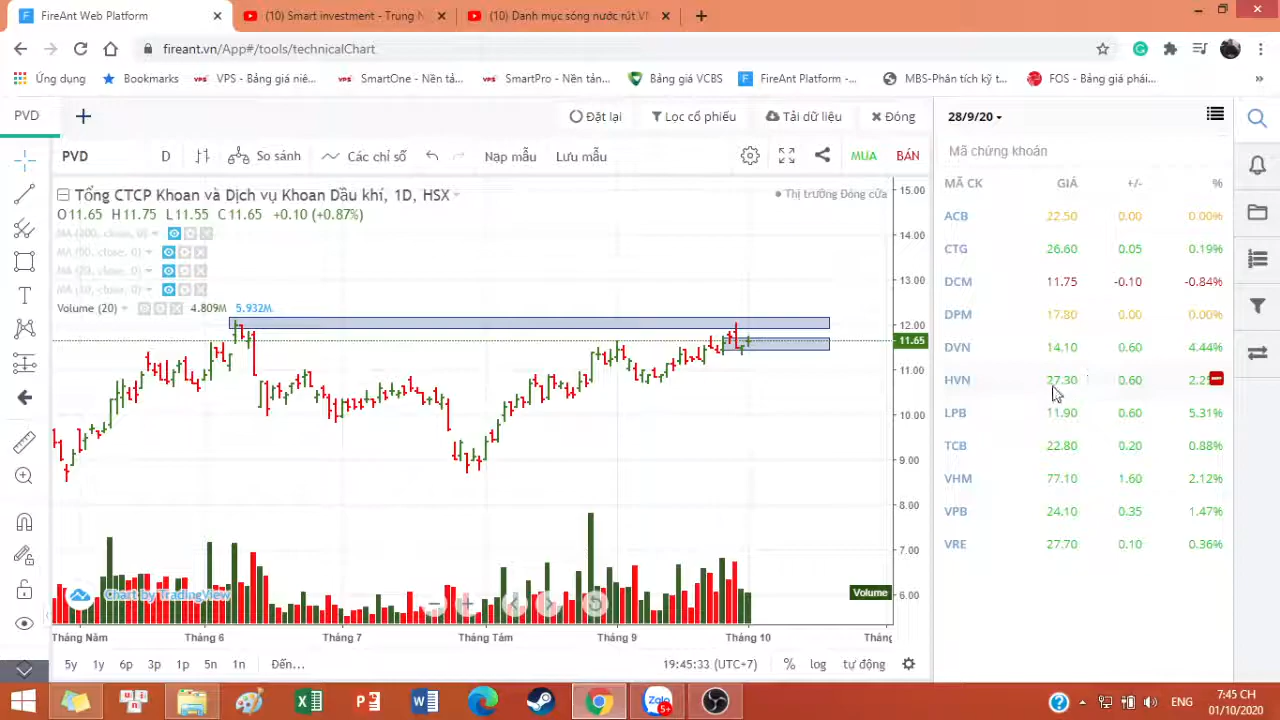 FireAnt Web Platform
(10) Smart investment - Trung N
(10) Danh mục sóng nước rút VN
fireant.vn/App#/tools/technicalChart
Ứng dụng
Bookmarks
VPS - Bảng giá niê...
SmartOne - Nền tả...
SmartPro - Nền tản...
Bảng giá VCBS
FireAnt Platform -...
MBS-Phân tích kỹ t...
FOS - Bảng giá phái...
PVD
Đặt lại
Lọc cổ phiếu
Tải dữ liệu
Đóng
28/9/20
PVD
D
So sánh
Các chỉ số
Nạp mẫu
Lưu mẫu
MUA
BÁN
Mã chứng khoán
Tổng CTCP Khoan và Dịch vụ Khoan Dầu khí, 1D, HSX
Thị trường Đóng cửa
O 11.65 H 11.75 L 11.55 C 11.65 +0.10 (+0.87%)
Volume (20) 4.809M 5.932M
15.00
14.00
13.00
12.00
11.65
11.00
10.00
9.00
8.00
7.00
6.00
Volume
Chart by TradingView
Tháng Năm
Tháng 6
Tháng 7
Tháng Tám
Tháng 9
Tháng 10
5y 1y 6p 3p 1p 5n 1n Đến...
19:45:33 (UTC+7)
% log tự động
MÃ CK GIÁ +/- %
ACB 22.50 0.00 0.00%
CTG 26.60 0.05 0.19%
DCM 11.75 -0.10 -0.84%
DPM 17.80 0.00 0.00%
DVN 14.10 0.60 4.44%
HVN 27.30 0.60
LPB 11.90 0.60 5.31%
TCB 22.80 0.20 0.88%
VHM 77.10 1.60 2.12%
VPB 24.10 0.35 1.47%
VRE 27.70 0.10 0.36%
Zalo
5+
ENG
7:45 CH
01/10/2020